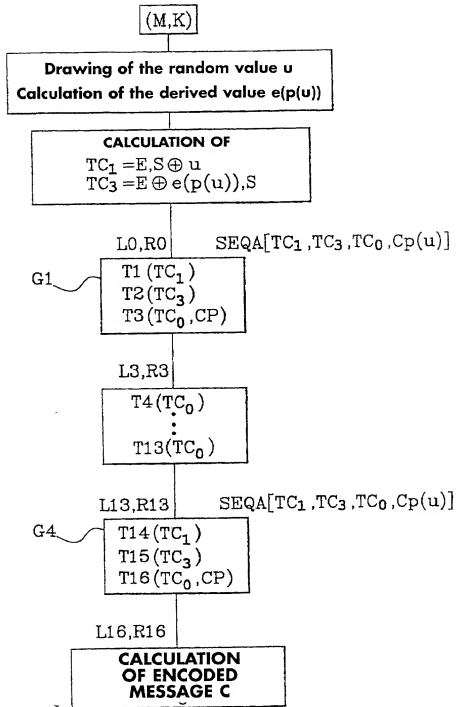 (M,K)
Drawing of the random value u
Calculation of the derived value e(p(u))
CALCULATION OF
TC₁ =E,S⊕u
TC₃ =E⊕e(p(u)),S
L0,R0
SEQA[TC₁,TC₃,TC₀,Cp(u)]
G1
T1(TC₁)
T2(TC₃)
T3(TC₀,CP)
L3,R3
T4(TC₀)
⋮
T13(TC₀)
L13,R13
SEQA[TC₁,TC₃,TC₀,Cp(u)]
G4
T14(TC₁)
T15(TC₃)
T16(TC₀,CP)
L16,R16
CALCULATION
OF ENCODED
MESSAGE C